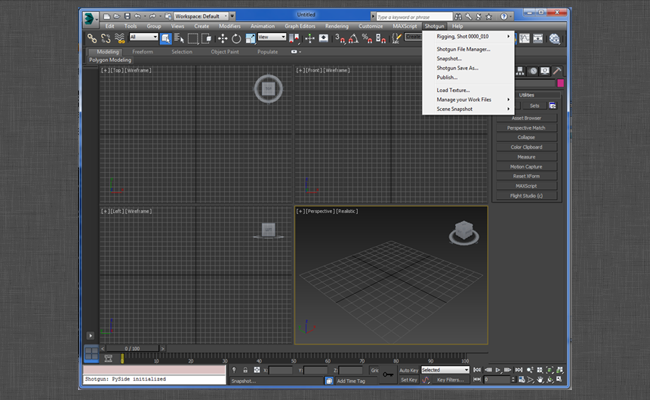 Workspace: Default
Untitled
Type a keyword or phrase
Edit Tools Group Views Create Modifiers Animation Graph Editors Rendering Customize MAXScript Shotgun Help
All
View
Create
Modeling Freeform Selection Object Paint Populate
Polygon Modeling
Rigging, Shot 0000_010
Shotgun File Manager...
Snapshot...
Shotgun Save As...
Publish...
Load Texture...
Manage your Work Files
Scene Snapshot
[+][Top][Wireframe]
[+][Front][Wireframe]
Utilities
Sets
Asset Browser
Perspective Match
Collapse
Color Clipboard
Measure
Motion Capture
Reset XForm
MAXScript
Flight Studio (c)
[+][Left][Wireframe]
[+][Perspective][Realistic]
0 / 100
0 10 20 30 40 50 60 70 80 90 100
X: Y: Z: Gri
Auto Key Selected
Shotgun: PySide initialized
Snapshot...
Add Time Tag
Set Key Key Filters... 0